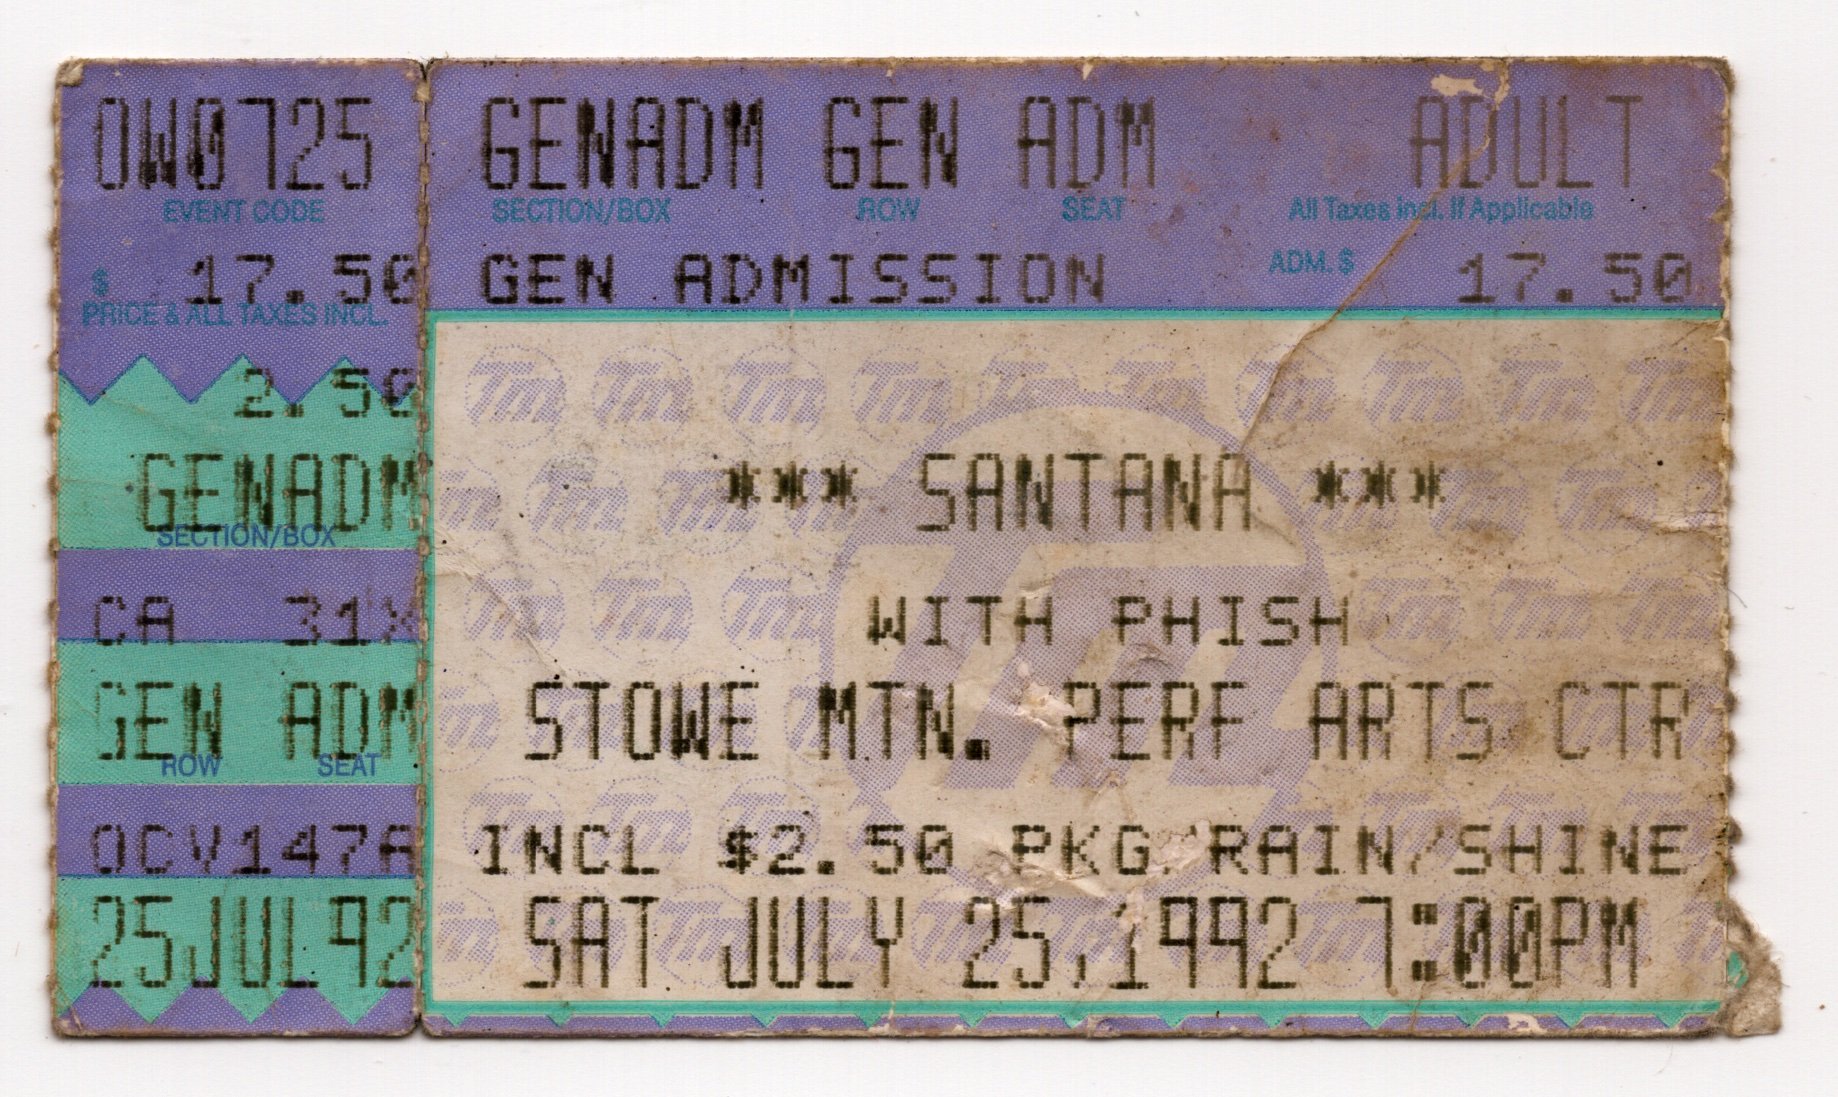 OW0725
EVENT CODE
$ 17.50
PRICE & ALL TAXES INCL.
2.50
GENADM
SECTION/BOX
CA 31X
GEN ADM
ROW SEAT
OCV147A
25JUL92
GENADM GEN ADM ADULT
SECTION/BOX ROW SEAT All Taxes Incl. If Applicable
GEN ADMISSION ADM. $ 17.50
*** SANTANA ***
WITH PHISH
STOWE MTN. PERF ARTS CTR
INCL $2.50 PKG/RAIN/SHINE
SAT JULY 25,1992 7:00PM